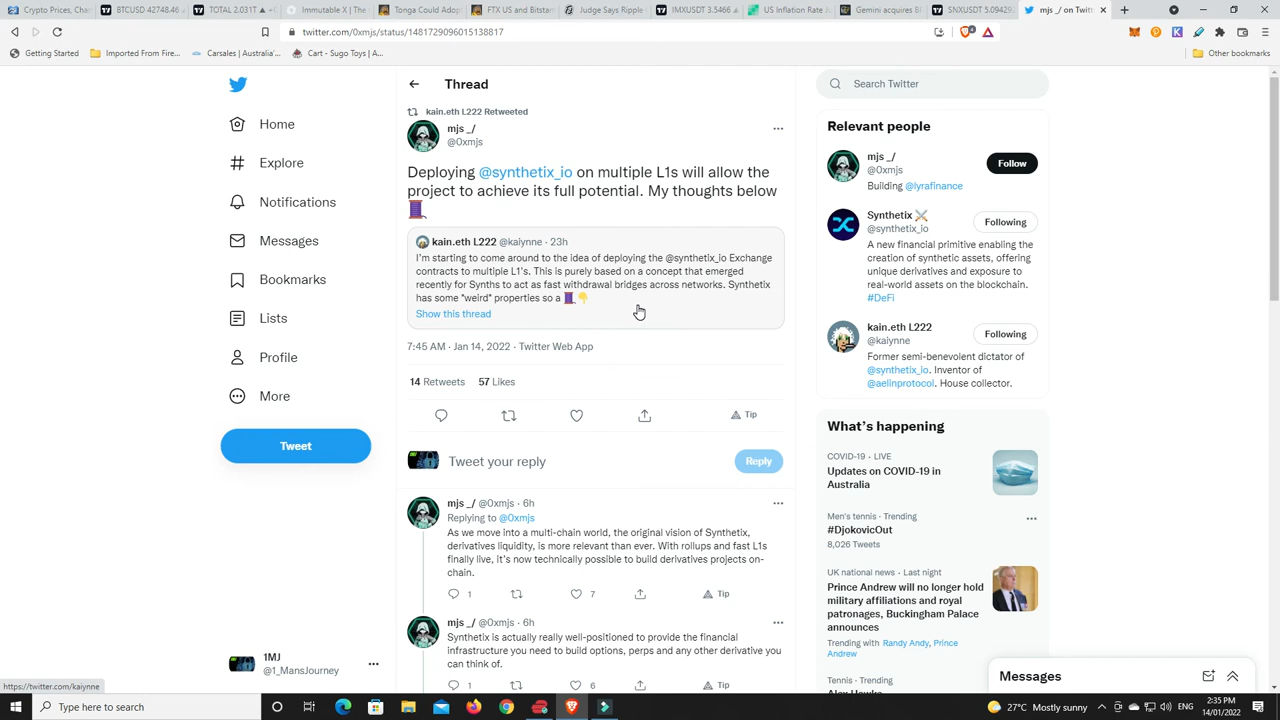 Crypto Prices, Chan
BTCUSD 42748.46
TOTAL 2.031T
Immutable X | The
Tonga Could Adop
FTX US and Bitstan
Judge Says Ripple
IMXUSDT 3.5466
US Inflation Rate
Gemini acquires Bl
SNXUSDT 5.09429
mjs _/ on Twitt
twitter.com/0xmjs/status/1481729096015138817
Getting Started
Imported From Fire...
Carsales | Australia'...
Cart - Sugo Toys | A...
Other bookmarks
Home
Explore
Notifications
Messages
Bookmarks
Lists
Profile
More
Tweet
1MJ
@1_MansJourney
Thread
kain.eth L222 Retweeted
mjs _/
@0xmjs
Deploying @synthetix_io on multiple L1s will allow the
project to achieve its full potential. My thoughts below
🧵
kain.eth L222 @kaiynne · 23h
I'm starting to come around to the idea of deploying the @synthetix_io Exchange
contracts to multiple L1's. This is purely based on a concept that emerged
recently for Synths to act as fast withdrawal bridges across networks. Synthetix
has some "weird" properties so a 🧵👇
Show this thread
7:45 AM · Jan 14, 2022 · Twitter Web App
14 Retweets 57 Likes
Tip
Tweet your reply
Reply
mjs _/ @0xmjs · 6h
Replying to @0xmjs
As we move into a multi-chain world, the original vision of Synthetix,
derivatives liquidity, is more relevant than ever. With rollups and fast L1s
finally live, it's now technically possible to build derivatives projects on-
chain.
1 7 Tip
mjs _/ @0xmjs · 6h
Synthetix is actually really well-positioned to provide the financial
infrastructure you need to build options, perps and any other derivative you
can think of.
1 6 Tip
Search Twitter
Relevant people
mjs _/
@0xmjs
Follow
Building @lyrafinance
Synthetix ⚔️
@synthetix_io
Following
A new financial primitive enabling the
creation of synthetic assets, offering
unique derivatives and exposure to
real-world assets on the blockchain.
#DeFi
kain.eth L222
@kaiynne
Following
Former semi-benevolent dictator of
@synthetix_io. Inventor of
@aelinprotocol. House collector.
What's happening
COVID-19 · LIVE
Updates on COVID-19 in
Australia
Men's tennis · Trending
#DjokovicOut
8,026 Tweets
UK national news · Last night
Prince Andrew will no longer hold
military affiliations and royal
patronages, Buckingham Palace
announces
Trending with Randy Andy, Prince
Andrew
Tennis · Trending
Messages
https://twitter.com/kaiynne
Type here to search
27°C Mostly sunny
ENG
2:35 PM
14/01/2022